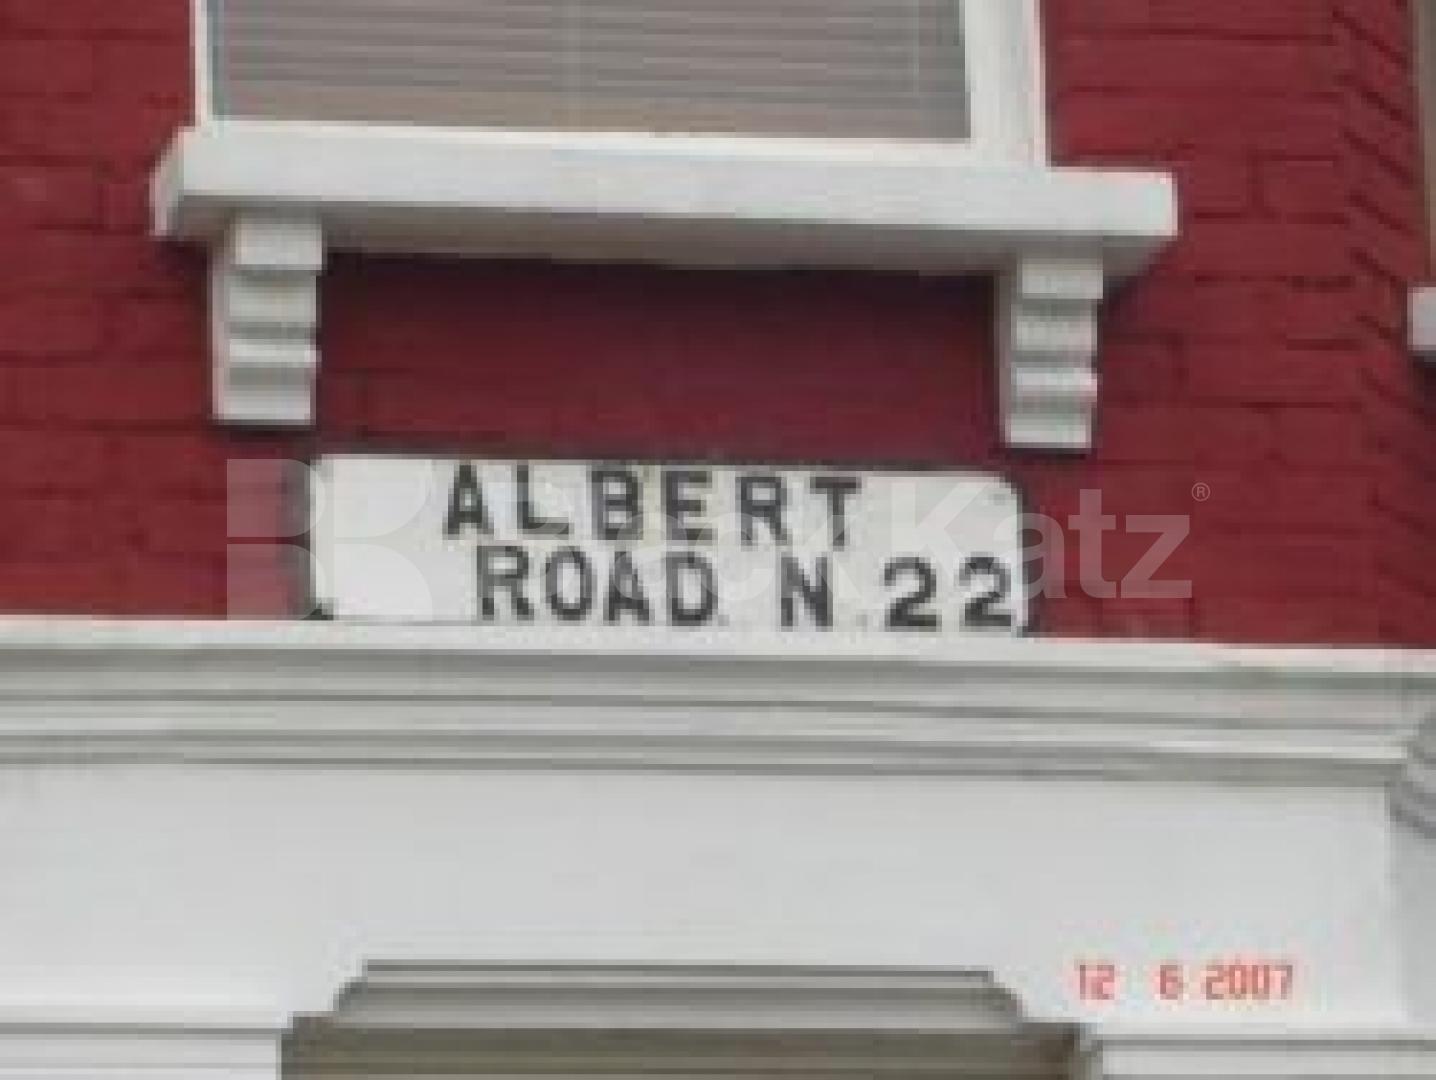 ALBERT
ROAD. N.22
Katz®
12 6 2007